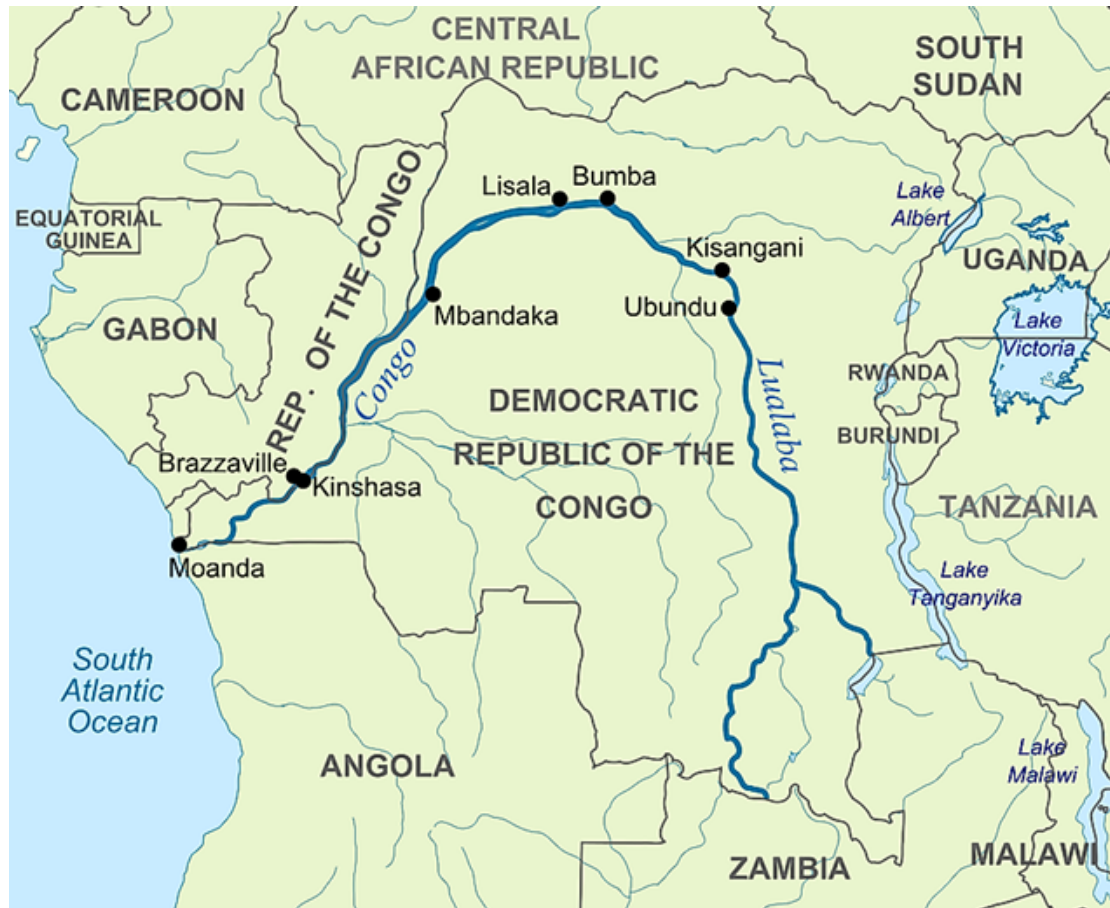 CENTRAL
AFRICAN REPUBLIC
SOUTH
SUDAN
CAMEROON
REP. OF THE CONGO
Lisala
Bumba
Lake
Albert
EQUATORIAL
GUINEA
Kisangani
UGANDA
Ubundu
Mbandaka
GABON
Lake
Victoria
Congo
Lualaba
RWANDA
DEMOCRATIC
REPUBLIC OF THE
CONGO
BURUNDI
Brazzaville
Kinshasa
TANZANIA
Moanda
Lake
Tanganyika
South
Atlantic
Ocean
ANGOLA
Lake
Malawi
ZAMBIA
MALAWI